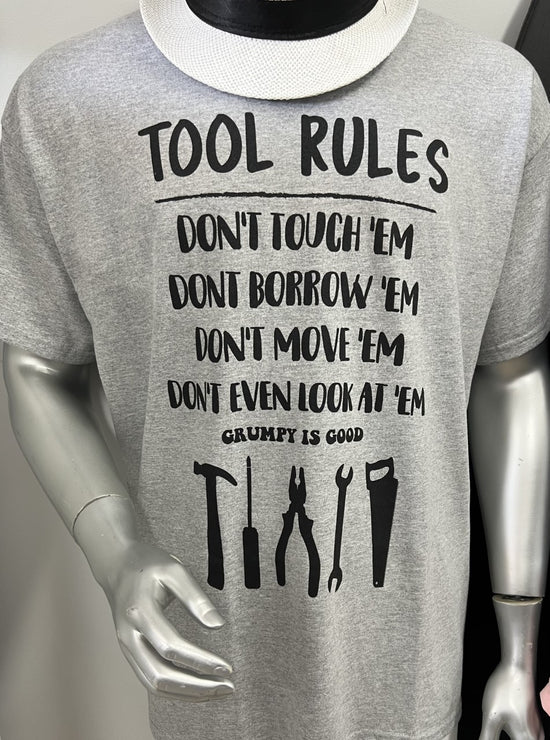 TOOL RULES
DON'T TOUCH 'EM
DONT BORROW 'EM
DON'T MOVE 'EM
DON'T EVEN LOOK AT 'EM
GRUMPY IS GOOD